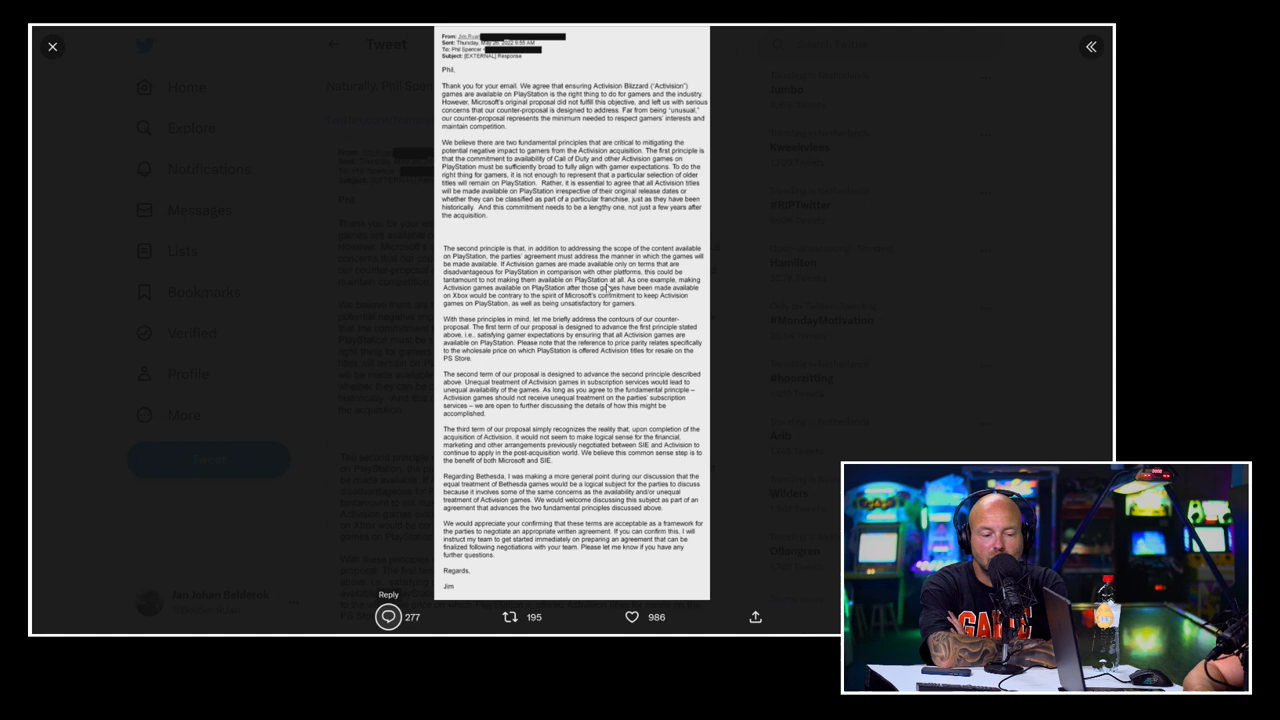 Tweet
Home
Explore
Notifications
Messages
Lists
Bookmarks
Verified
Profile
More
Tweet
Jan Johan Belderok
Naturally, Phil Spen
From: Jim Ryan
Sent: Thursday, May 26, 2022 9:55 AM
To: Phil Spencer
Subject: [EXTERNAL] Response
Phil,
Thank you for your email. We agree that ensuring Activision Blizzard ("Activision")
games are available on PlayStation is the right thing to do for gamers and the industry.
However, Microsoft's original proposal did not fulfill this objective, and left us with serious
concerns that our counter-proposal is designed to address. Far from being "unusual,"
our counter-proposal represents the minimum needed to respect gamers' interests and
maintain competition.
We believe there are two fundamental principles that are critical to mitigating the
potential negative impact to gamers from the Activision acquisition. The first principle is
that the commitment to availability of Call of Duty and other Activision games on
PlayStation must be sufficiently broad to fully align with gamer expectations. To do the
right thing for gamers, it is not enough to represent that a particular selection of older
titles will remain on PlayStation. Rather, it is essential to agree that all Activision titles
will be made available on PlayStation irrespective of their original release dates or
whether they can be classified as part of a particular franchise, just as they have been
historically. And this commitment needs to be a lengthy one, not just a few years after
the acquisition.
The second principle is that, in addition to addressing the scope of the content available
on PlayStation, the parties' agreement must address the manner in which the games will
be made available. If Activision games are made available only on terms that are
disadvantageous for PlayStation in comparison with other platforms, this could be
tantamount to not making them available on PlayStation at all. As one example, making
Activision games available on PlayStation after those games have been made available
on Xbox would be contrary to the spirit of Microsoft's commitment to keep Activision
games on PlayStation, as well as being unsatisfactory for gamers.
With these principles in mind, let me briefly address the contours of our counter-
proposal. The first term of our proposal is designed to advance the first principle stated
above, i.e., satisfying gamer expectations by ensuring that all Activision games are
available on PlayStation. Please note that the reference to price parity relates specifically
to the wholesale price on which PlayStation is offered Activision titles for resale on the
PS Store.
The second term of our proposal is designed to advance the second principle described
above. Unequal treatment of Activision games in subscription services would lead to
unequal availability of the games. As long as you agree to the fundamental principle –
Activision games should not receive unequal treatment on the parties' subscription
services – we are open to further discussing the details of how this might be
accomplished.
The third term of our proposal simply recognizes the reality that, upon completion of the
acquisition of Activision, it would not seem to make logical sense for the financial,
marketing and other arrangements previously negotiated between SIE and Activision to
continue to apply in the post-acquisition world. We believe this common sense step is to
the benefit of both Microsoft and SIE.
Regarding Bethesda, I was making a more general point during our discussion that the
equal treatment of Bethesda games would be a logical subject for the parties to discuss
because it involves some of the same concerns as the availability and/or unequal
treatment of Activision games. We would welcome discussing this subject as part of an
agreement that advances the two fundamental principles discussed above.
We would appreciate your confirming that these terms are acceptable as a framework for
the parties to negotiate an appropriate written agreement. If you can confirm this, I will
instruct my team to get started immediately on preparing an agreement that can be
finalized following negotiations with your team. Please let me know if you have any
further questions.
Regards,
Jim
Reply
277
195
986
Jumbo
#RIPTwitter
Hamilton
#MondayMotivation
Arib
Wilders
GAME